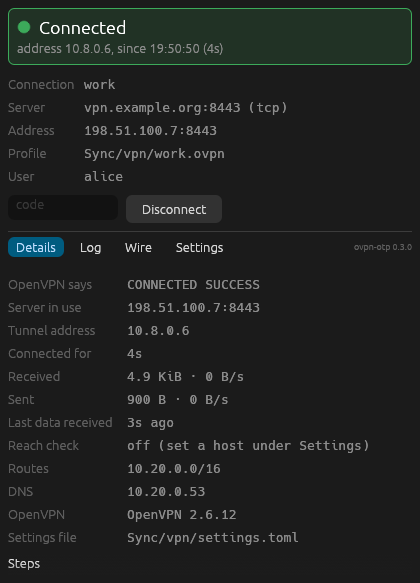 Connected
address 10.8.0.6, since 19:50:50 (4s)
Connection work
Server vpn.example.org:8443 (tcp)
Address 198.51.100.7:8443
Profile Sync/vpn/work.ovpn
User alice
code Disconnect
Details Log Wire Settings ovpn-otp 0.3.0
OpenVPN says CONNECTED SUCCESS
Server in use 198.51.100.7:8443
Tunnel address 10.8.0.6
Connected for 4s
Received 4.9 KiB · 0 B/s
Sent 900 B · 0 B/s
Last data received 3s ago
Reach check off (set a host under Settings)
Routes 10.20.0.0/16
DNS 10.20.0.53
OpenVPN OpenVPN 2.6.12
Settings file Sync/vpn/settings.toml
Steps